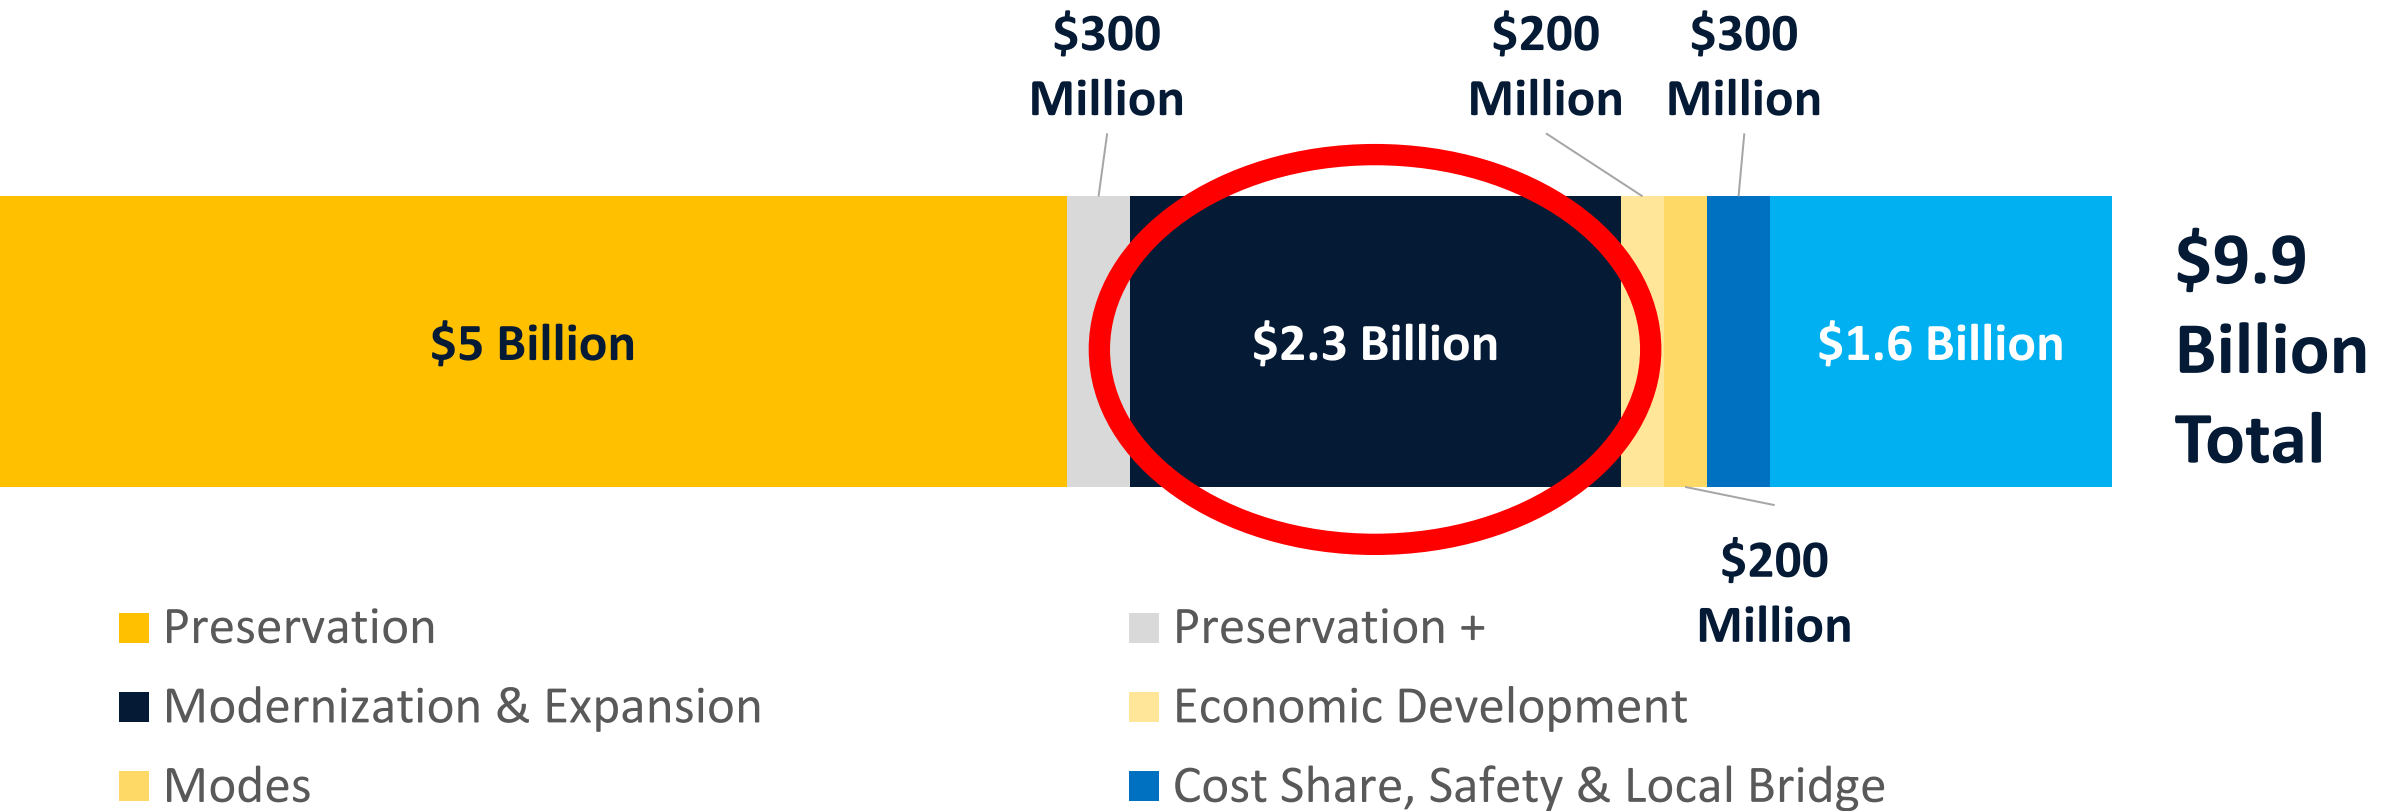 $300
Million
$200
Million
$300
Million
$5 Billion
$2.3 Billion
$1.6 Billion
$9.9
Billion
Total
$200
Million
Preservation
Preservation +
Modernization & Expansion
Economic Development
Modes
Cost Share, Safety & Local Bridge